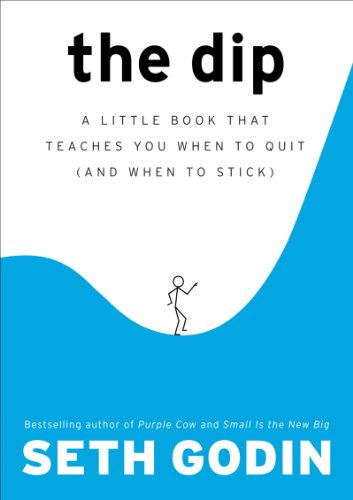 the dip
A LITTLE BOOK THAT
TEACHES YOU WHEN TO QUIT
(AND WHEN TO STICK)
Bestselling author of Purple Cow and Small Is the New Big
SETH GODIN